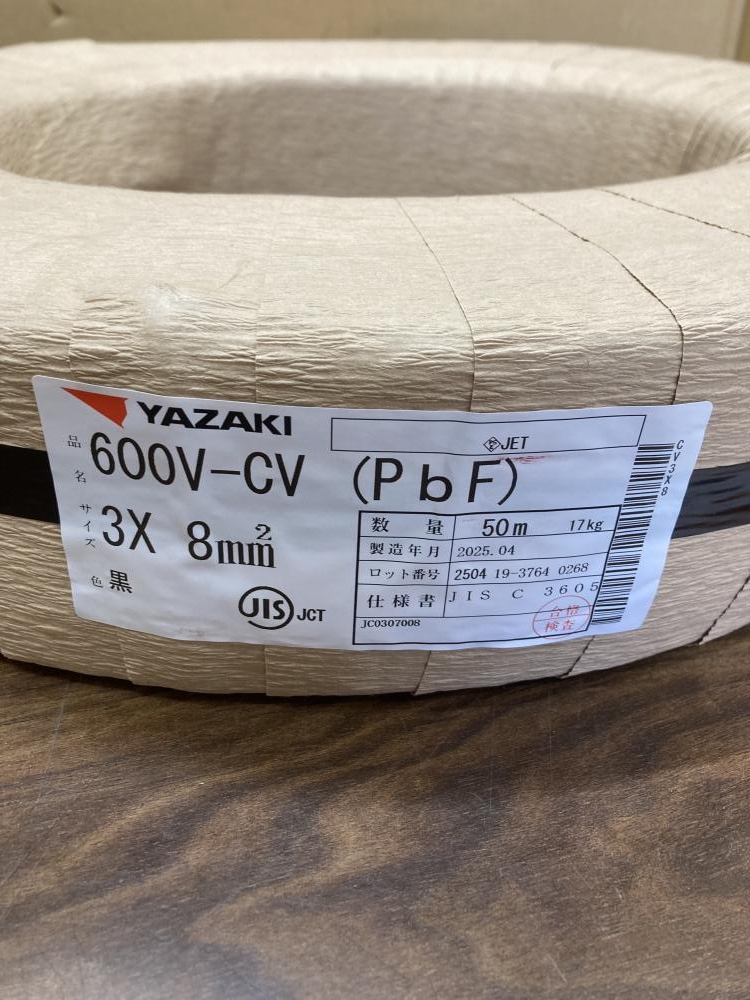 YAZAKI
JET
品名 600V-CV (PbF)
サイズ 3X 8mm²
色 黒
JIS JCT
数量 50m 17kg
製造年月 2025.04
ロット番号 2504 19-3764 0268
仕様書 JIS C 3605
JC0307008
合格
検査
CV3X8